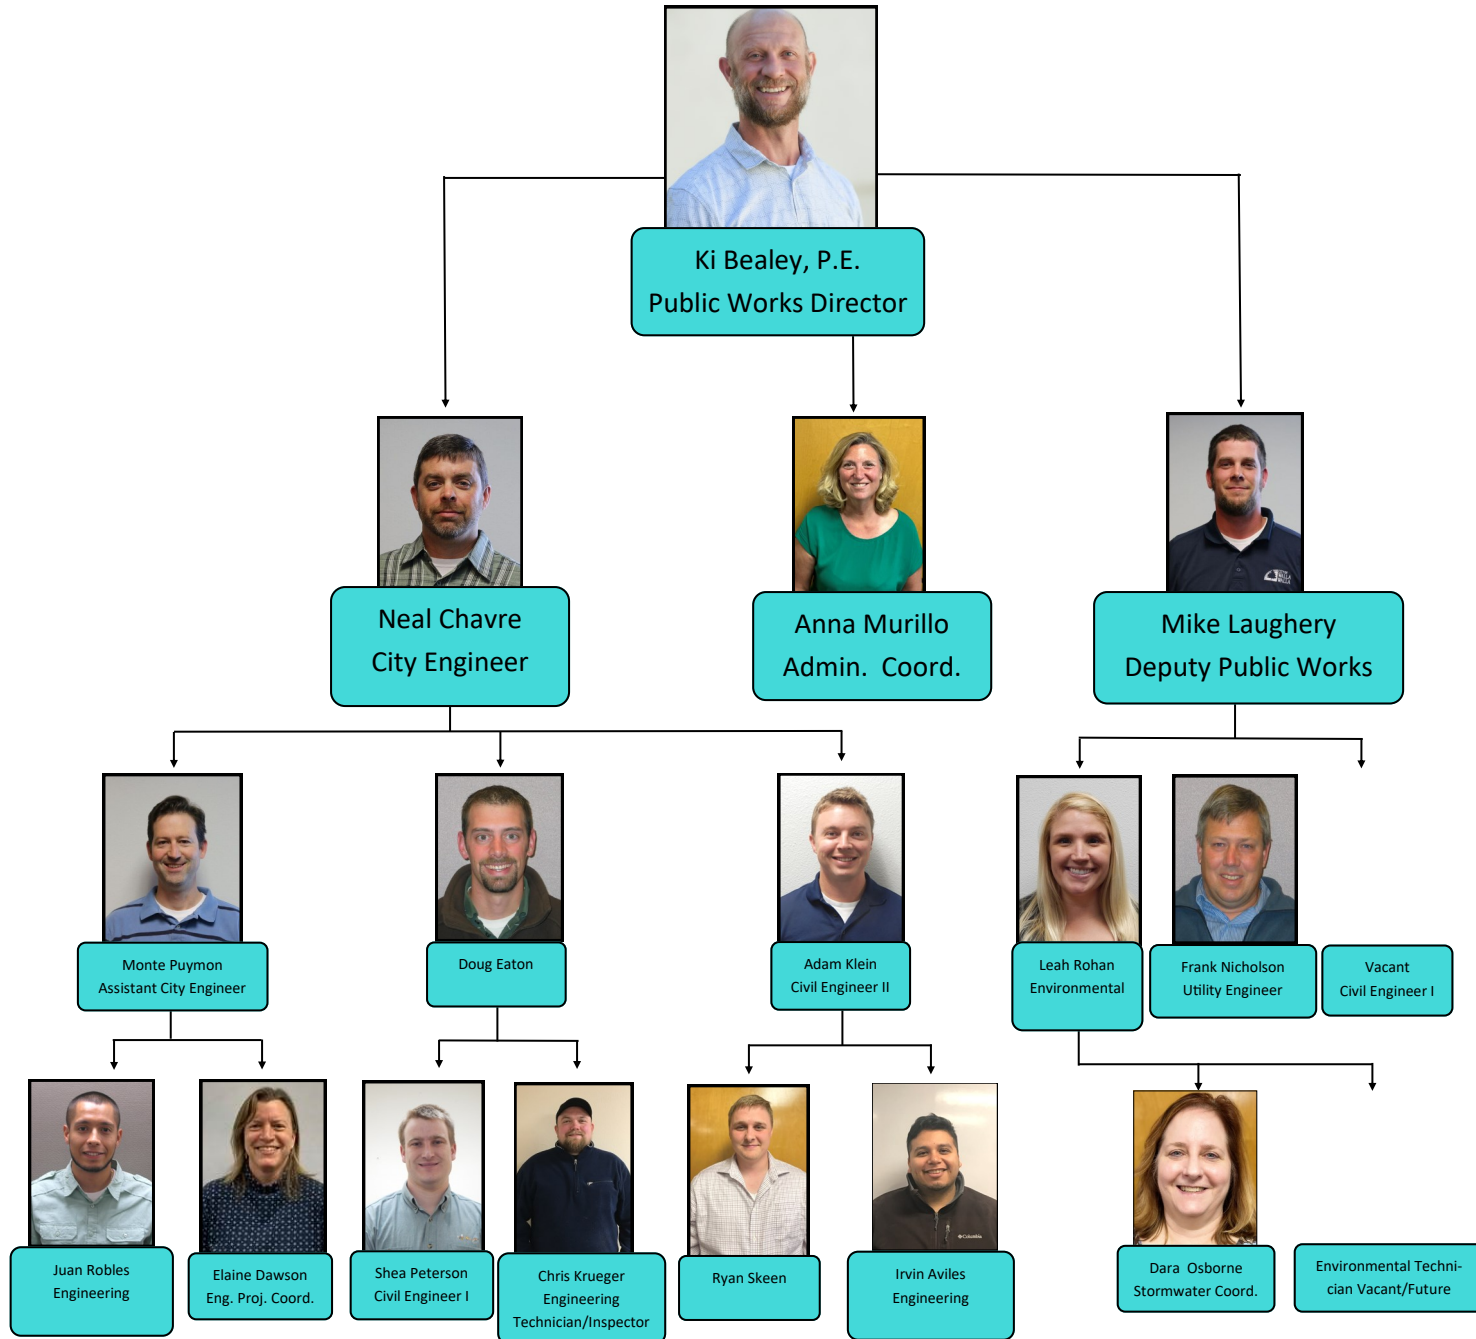 Ki Bealey, P.E.
Public Works Director
Neal Chavre
City Engineer
Anna Murillo
Admin.  Coord.
WALLA
WALLA
Mike Laughery
Deputy Public Works
Monte Puymon
Assistant City Engineer
Doug Eaton
Adam Klein
Civil Engineer II
Leah Rohan
Environmental
Frank Nicholson
Utility Engineer
Vacant
Civil Engineer I
Juan Robles
Engineering
Elaine Dawson
Eng. Proj. Coord.
Shea Peterson
Civil Engineer I
Chris Krueger
Engineering
Technician/Inspector
Ryan Skeen
Columbia
Irvin Aviles
Engineering
Dara  Osborne
Stormwater Coord.
Environmental Techni-
cian Vacant/Future